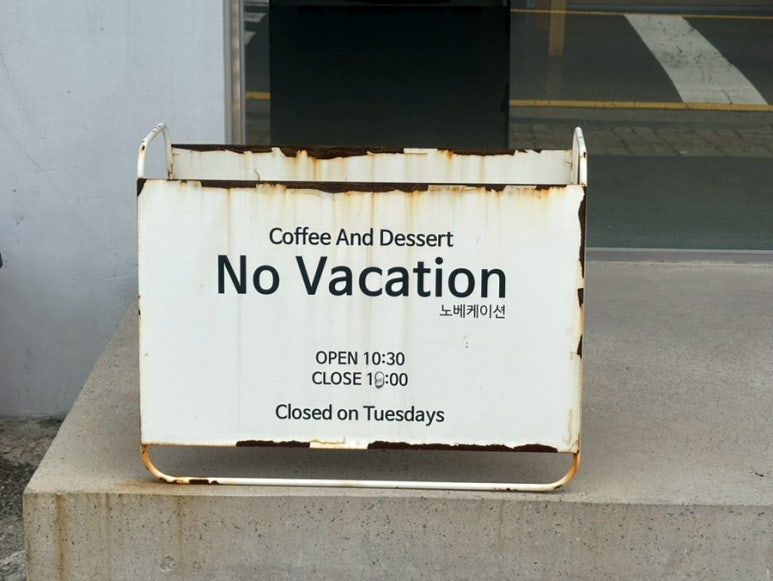 Coffee And Dessert
No Vacation
노베케이션
OPEN 10:30
CLOSE
Closed on Tuesdays